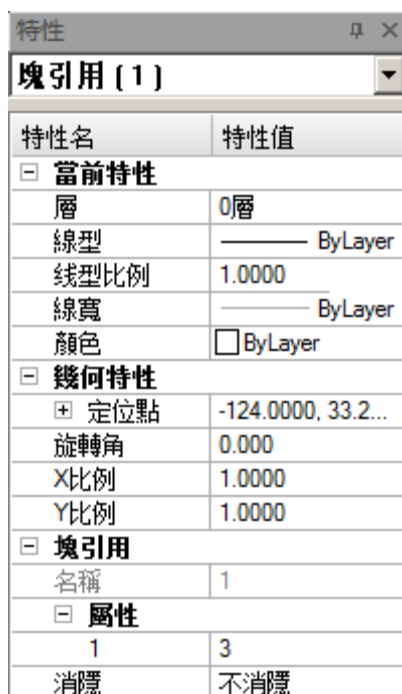 特性
塊引用 (1)
特性名 特性值
當前特性
層 0層
線型 ByLayer
线型比例 1.0000
線寬 ByLayer
顏色 ByLayer
幾何特性
定位點 -124.0000, 33.2...
旋轉角 0.000
X比例 1.0000
Y比例 1.0000
塊引用
名稱 1
屬性
1 3
消隱 不消隱